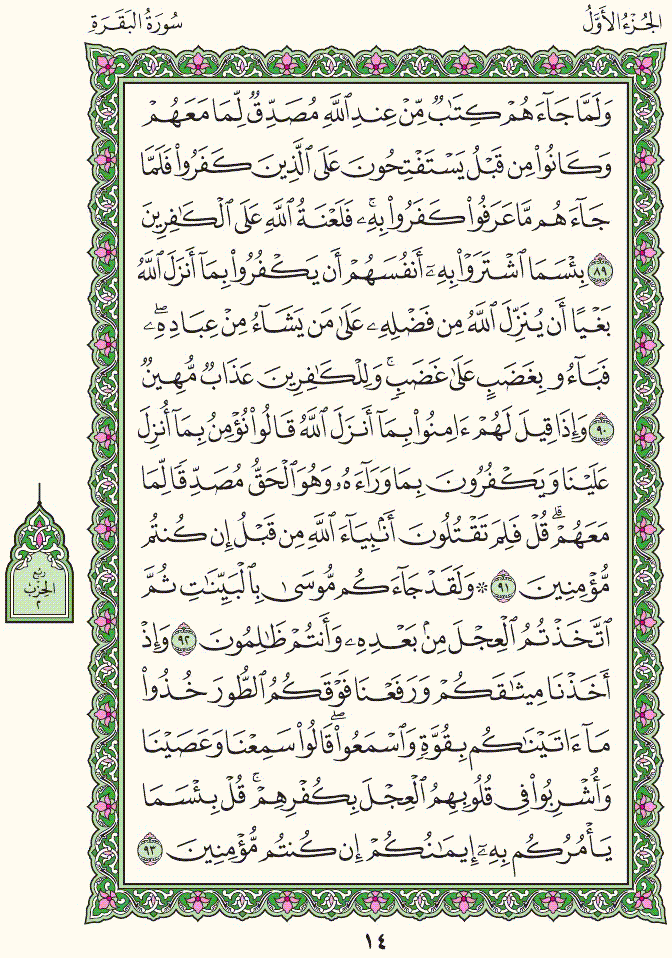 الجُزْءُ الأَوَّلُ
سُورَةُ البَقَرَةِ
وَلَمَّا جَآءَهُمْ كِتَٰبٌ مِّنْ عِندِ ٱللَّهِ مُصَدِّقٌ لِّمَا مَعَهُمْ
وَكَانُوا۟ مِن قَبْلُ يَسْتَفْتِحُونَ عَلَى ٱلَّذِينَ كَفَرُوا۟ فَلَمَّا
جَآءَهُم مَّا عَرَفُوا۟ كَفَرُوا۟ بِهِۦ ۚ فَلَعْنَةُ ٱللَّهِ عَلَى ٱلْكَٰفِرِينَ
٨٩ بِئْسَمَا ٱشْتَرَوْا۟ بِهِۦٓ أَنفُسَهُمْ أَن يَكْفُرُوا۟ بِمَآ أَنزَلَ ٱللَّهُ
بَغْيًا أَن يُنَزِّلَ ٱللَّهُ مِن فَضْلِهِۦ عَلَىٰ مَن يَشَآءُ مِنْ عِبَادِهِۦ ۖ
فَبَآءُو بِغَضَبٍ عَلَىٰ غَضَبٍ ۚ وَلِلْكَٰفِرِينَ عَذَابٌ مُّهِينٌ
٩٠ وَإِذَا قِيلَ لَهُمْ ءَامِنُوا۟ بِمَآ أَنزَلَ ٱللَّهُ قَالُوا۟ نُؤْمِنُ بِمَآ أُنزِلَ
عَلَيْنَا وَيَكْفُرُونَ بِمَا وَرَآءَهُۥ وَهُوَ ٱلْحَقُّ مُصَدِّقًا لِّمَا
مَعَهُمْ ۗ قُلْ فَلِمَ تَقْتُلُونَ أَنۢبِيَآءَ ٱللَّهِ مِن قَبْلُ إِن كُنتُم
مُّؤْمِنِينَ ٩١ ۞ وَلَقَدْ جَآءَكُم مُّوسَىٰ بِٱلْبَيِّنَٰتِ ثُمَّ
ٱتَّخَذْتُمُ ٱلْعِجْلَ مِنۢ بَعْدِهِۦ وَأَنتُمْ ظَٰلِمُونَ ٩٢ وَإِذْ
أَخَذْنَا مِيثَٰقَكُمْ وَرَفَعْنَا فَوْقَكُمُ ٱلطُّورَ خُذُوا۟
مَآ ءَاتَيْنَٰكُم بِقُوَّةٍ وَٱسْمَعُوا۟ ۖ قَالُوا۟ سَمِعْنَا وَعَصَيْنَا
وَأُشْرِبُوا۟ فِى قُلُوبِهِمُ ٱلْعِجْلَ بِكُفْرِهِمْ ۚ قُلْ بِئْسَمَا
يَأْمُرُكُم بِهِۦٓ إِيمَٰنُكُمْ إِن كُنتُم مُّؤْمِنِينَ ٩٣
رُبْع
الحِزْب
٢
١٤